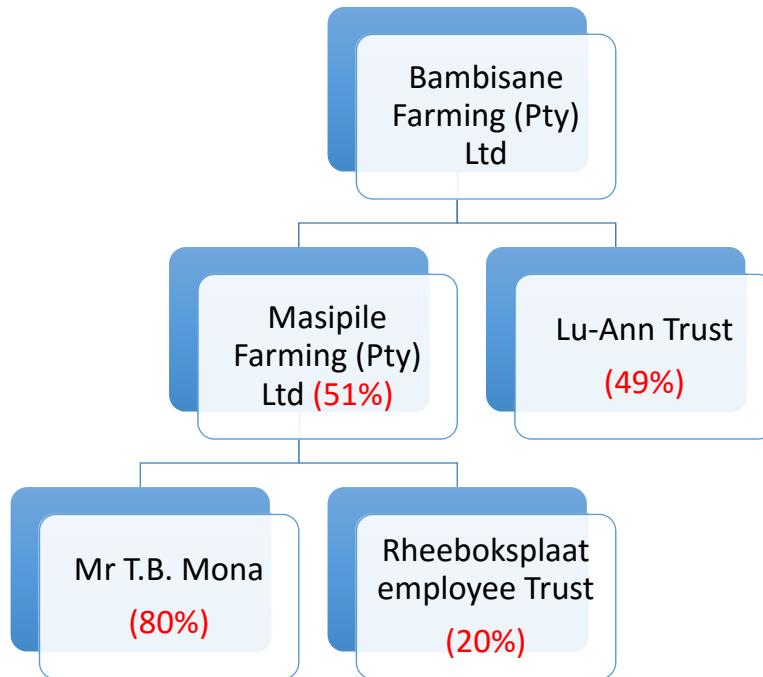 Bambisane
Farming (Pty)
Ltd
Masipile
Farming (Pty)
Ltd (51%)
Lu-Ann Trust
(49%)
Mr T.B. Mona
(80%)
Rheeboksplaat
employee Trust
(20%)